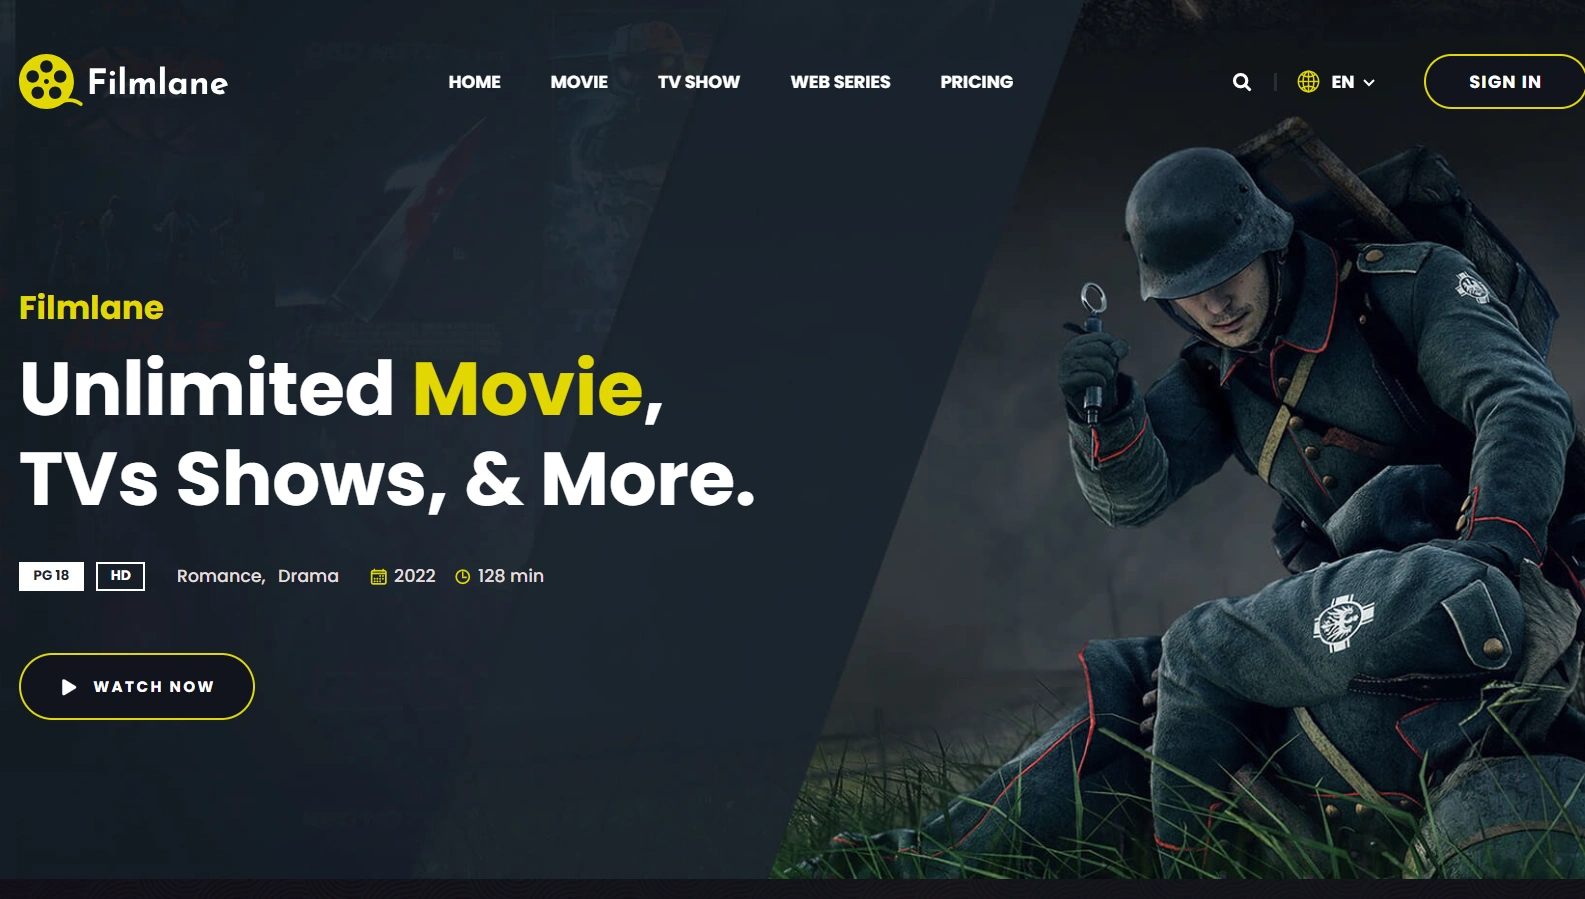 Filmlane
HOME MOVIE TV SHOW WEB SERIES PRICING
EN
SIGN IN
Filmlane
Unlimited Movie,
TVs Shows, & More.
PG 18 HD Romance, Drama 2022 128 min
WATCH NOW